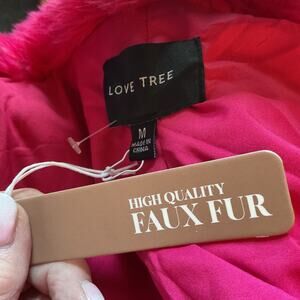 LOVE TREE
M
MADE IN
CHINA
HIGH QUALITY
FAUX FUR